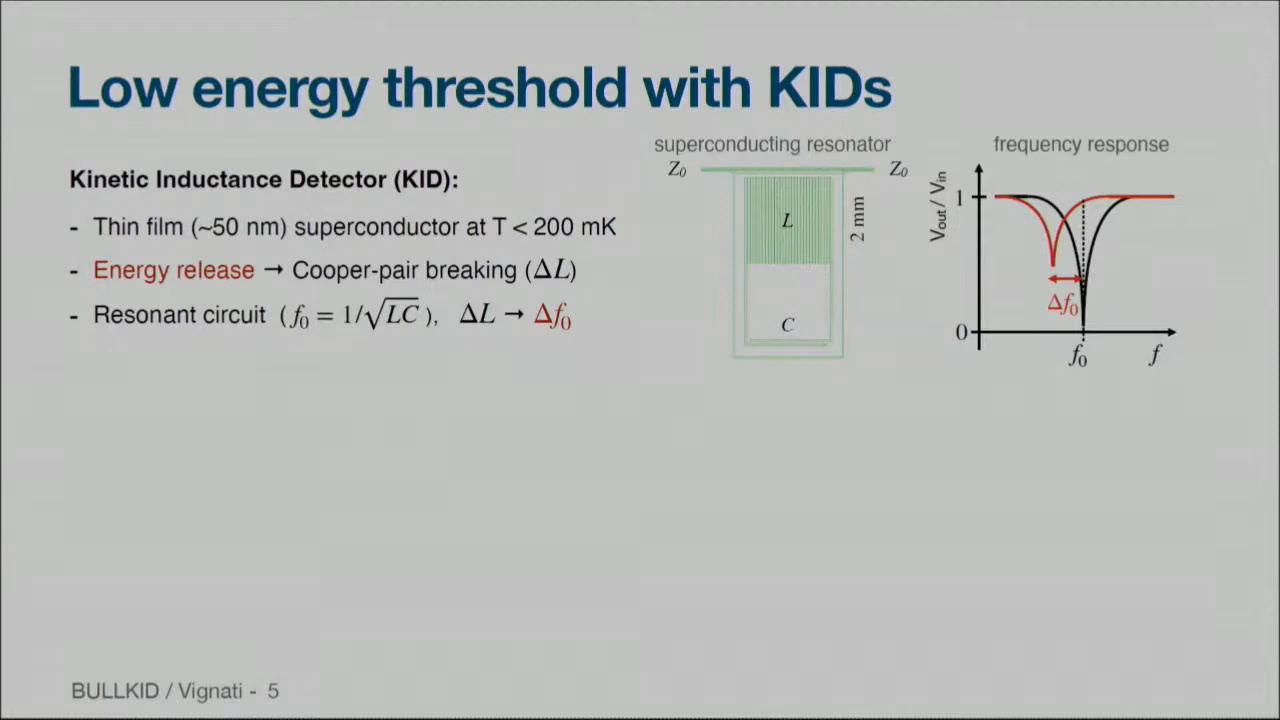 Low energy threshold with KIDs
superconducting resonator
frequency response
Kinetic Inductance Detector (KID):
- Thin film (~50 nm) superconductor at T < 200 mK
- Energy release → Cooper-pair breaking (ΔL)
- Resonant circuit ( f₀ = 1/√LC ), ΔL → Δf₀
Z₀
Z₀
L
2 mm
C
Vout / Vin
1
0
Δf₀
f₀
f
BULLKID / Vignati - 5